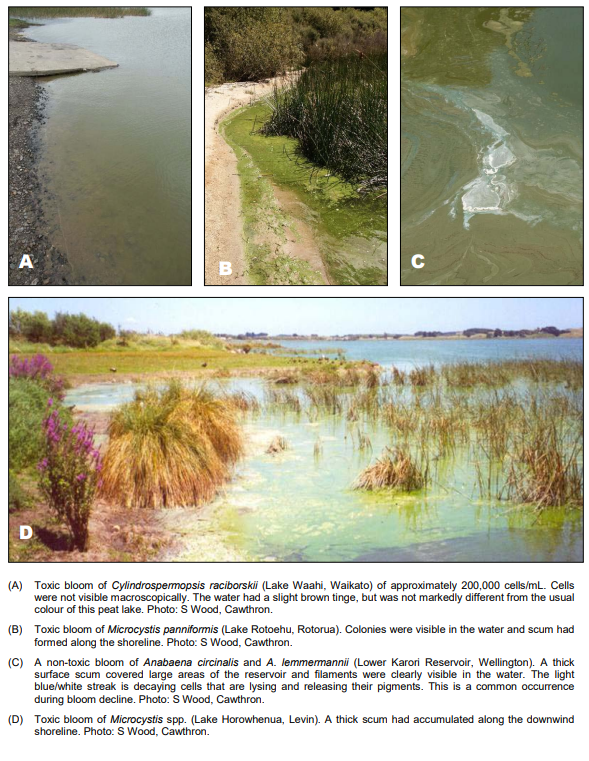 A
B
C
D
(A) Toxic bloom of Cylindrospermopsis raciborskii (Lake Waahi, Waikato) of approximately 200,000 cells/mL. Cells
were not visible macroscopically. The water had a slight brown tinge, but was not markedly different from the usual
colour of this peat lake. Photo: S Wood, Cawthron.
(B) Toxic bloom of Microcystis panniformis (Lake Rotoehu, Rotorua). Colonies were visible in the water and scum had
formed along the shoreline. Photo: S Wood, Cawthron.
(C) A non-toxic bloom of Anabaena circinalis and A. lemmermannii (Lower Karori Reservoir, Wellington). A thick
surface scum covered large areas of the reservoir and filaments were clearly visible in the water. The light
blue/white streak is decaying cells that are lysing and releasing their pigments. This is a common occurrence
during bloom decline. Photo: S Wood, Cawthron.
(D) Toxic bloom of Microcystis spp. (Lake Horowhenua, Levin). A thick scum had accumulated along the downwind
shoreline. Photo: S Wood, Cawthron.